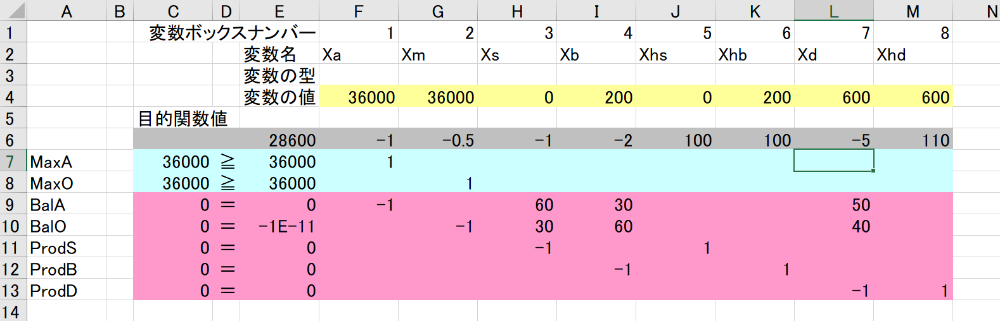 A B C D E F G H I J K L M N
1 変数ボックスナンバー 1 2 3 4 5 6 7 8
2 変数名 Xa Xm Xs Xb Xhs Xhb Xd Xhd
3 変数の型
4 変数の値 36000 36000 0 200 0 200 600 600
5 目的関数値
6 28600 −1 −0.5 −1 −2 100 100 −5 110
7 MaxA 36000 ≧ 36000 1
8 MaxO 36000 ≧ 36000 1
9 BalA 0 = 0 −1 60 30 50
10 BalO 0 = −1E−11 −1 30 60 40
11 ProdS 0 = 0 −1 1
12 ProdB 0 = 0 −1 1
13 ProdD 0 = 0 −1 1
14